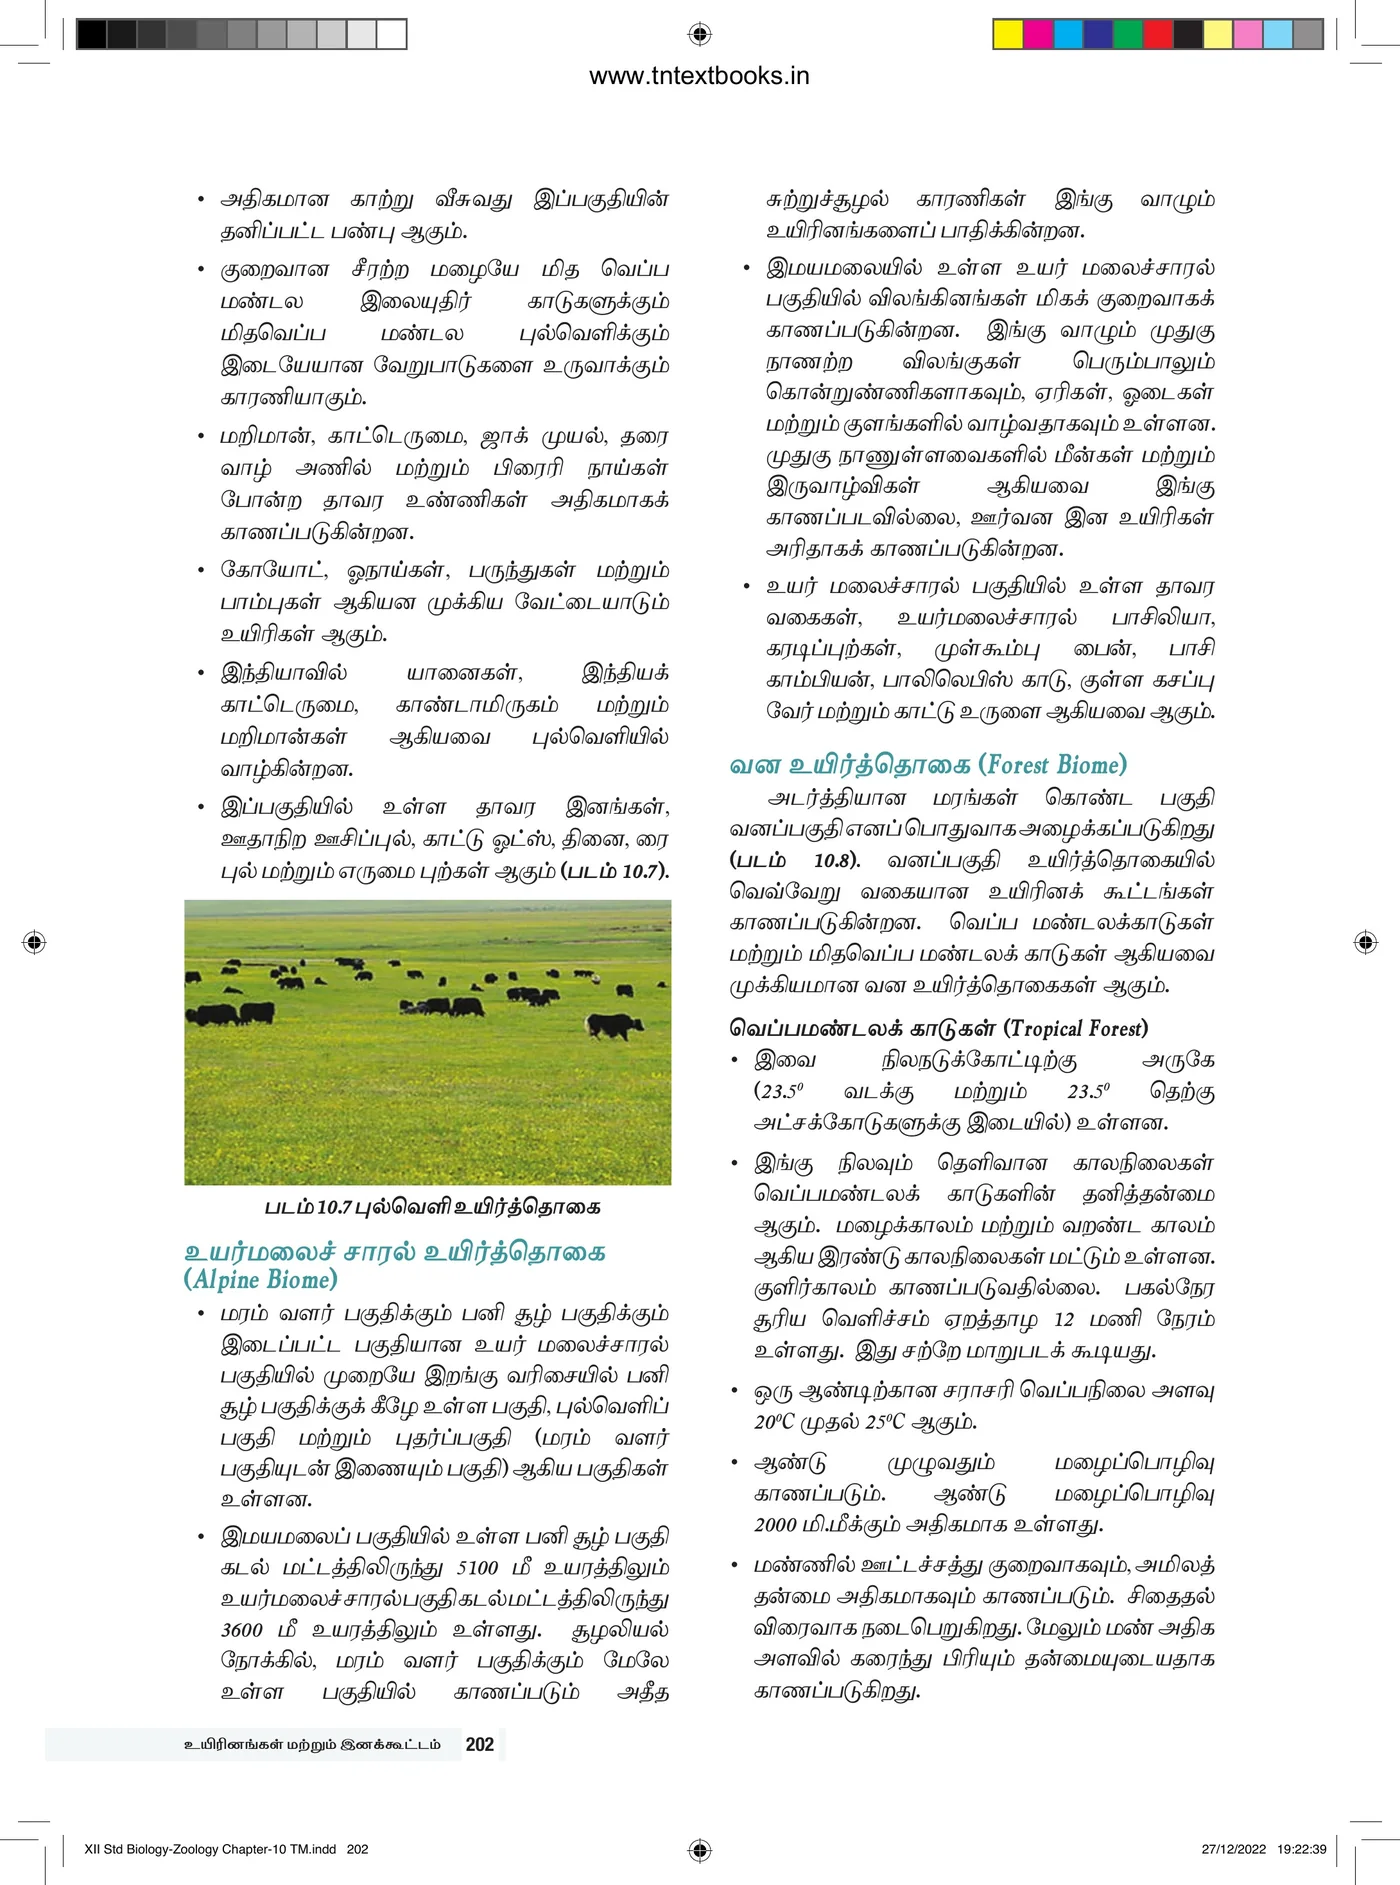 www.tntextbooks.in
• அதிகமான காற்று வீசுவது இப்பகுதியின்
தனிப்பட்ட பண்பு ஆகும்.
• குறைவான சீரற்ற மழையே மித வெப்ப
மண்டல இலையுதிர் காடுகளுக்கும்
மிதவெப்ப மண்டல புல்வெளிக்கும்
இடையேயான வேறுபாடுகளை உருவாக்கும்
காரணியாகும்.
• மறிமான், காட்டெருமை, ஜாக் முயல், தரை
வாழ் அணில் மற்றும் பிரைரி நாய்கள்
போன்ற தாவர உண்ணிகள் அதிகமாகக்
காணப்படுகின்றன.
• கோயோட், ஓநாய்கள், பருந்துகள் மற்றும்
பாம்புகள் ஆகியன முக்கிய வேட்டையாடும்
உயிரிகள் ஆகும்.
• இந்தியாவில் யானைகள், இந்தியக்
காட்டெருமை, காண்டாமிருகம் மற்றும்
மறிமான்கள் ஆகியவை புல்வெளியில்
வாழ்கின்றன.
• இப்பகுதியில் உள்ள தாவர இனங்கள்,
ஊதாநிற ஊசிப்புல், காட்டு ஓட்ஸ், தினை, ரை
புல் மற்றும் எருமை புற்கள் ஆகும் (படம் 10.7).
படம் 10.7 புல்வெளி உயிர்த்தொகை
உயர்மலைச் சாரல் உயிர்த்தொகை
(Alpine Biome)
• மரம் வளர் பகுதிக்கும் பனி சூழ் பகுதிக்கும்
இடைப்பட்ட பகுதியான உயர் மலைச்சாரல்
பகுதியில் முறையே இறங்கு வரிசையில் பனி
சூழ் பகுதிக்குக் கீழே உள்ள பகுதி, புல்வெளிப்
பகுதி மற்றும் புதர்ப்பகுதி (மரம் வளர்
பகுதியுடன் இணையும் பகுதி) ஆகிய பகுதிகள்
உள்ளன.
• இமயமலைப் பகுதியில் உள்ள பனி சூழ் பகுதி
கடல் மட்டத்திலிருந்து 5100 மீ உயரத்திலும்
உயர்மலைச்சாரல் பகுதி கடல் மட்டத்திலிருந்து
3600 மீ உயரத்திலும் உள்ளது. சூழலியல்
நோக்கில், மரம் வளர் பகுதிக்கும் மேலே
உள்ள பகுதியில் காணப்படும் அதீத
சுற்றுச்சூழல் காரணிகள் இங்கு வாழும்
உயிரினங்களைப் பாதிக்கின்றன.
• இமயமலையில் உள்ள உயர் மலைச்சாரல்
பகுதியில் விலங்கினங்கள் மிகக் குறைவாகக்
காணப்படுகின்றன. இங்கு வாழும் முதுகு
நாணற்ற விலங்குகள் பெரும்பாலும்
கொன்றுண்ணிகளாகவும், ஏரிகள், ஓடைகள்
மற்றும் குளங்களில் வாழ்வதாகவும் உள்ளன.
முதுகு நாணுள்ளவைகளில் மீன்கள் மற்றும்
இருவாழ்விகள் ஆகியவை இங்கு
காணப்படவில்லை, ஊர்வன இன உயிரிகள்
அரிதாகக் காணப்படுகின்றன.
• உயர் மலைச்சாரல் பகுதியில் உள்ள தாவர
வகைகள், உயர்மலைச்சாரல் பாசிலியா,
கரடிப்புற்கள், முள்கூம்பு பைன், பாசி
காம்பியன், பாலிலெபிஸ் காடு, குள்ள கசப்பு
வேர் மற்றும் காட்டு உருளை ஆகியவை ஆகும்.
வன உயிர்த்தொகை (Forest Biome)
அடர்த்தியான மரங்கள் கொண்ட பகுதி
வனப்பகுதி எனப் பொதுவாக அழைக்கப்படுகிறது
(படம் 10.8). வனப்பகுதி உயிர்த்தொகையில்
வெவ்வேறு வகையான உயிரினக் கூட்டங்கள்
காணப்படுகின்றன. வெப்ப மண்டலக்காடுகள்
மற்றும் மிதவெப்ப மண்டலக் காடுகள் ஆகியவை
முக்கியமான வன உயிர்த்தொகைகள் ஆகும்.
வெப்பமண்டலக் காடுகள் (Tropical Forest)
• இவை நிலநடுக்கோட்டிற்கு அருகே
(23.5⁰ வடக்கு மற்றும் 23.5⁰ தெற்கு
அட்சக்கோடுகளுக்கு இடையில்) உள்ளன.
• இங்கு நிலவும் தெளிவான காலநிலைகள்
வெப்பமண்டலக் காடுகளின் தனித்தன்மை
ஆகும். மழைக்காலம் மற்றும் வறண்ட காலம்
ஆகிய இரண்டு காலநிலைகள் மட்டும் உள்ளன.
குளிர்காலம் காணப்படுவதில்லை. பகல்நேர
சூரிய வெளிச்சம் ஏறத்தாழ 12 மணி நேரம்
உள்ளது. இது சற்றே மாறுபடக் கூடியது.
• ஒரு ஆண்டிற்கான சராசரி வெப்பநிலை அளவு
20⁰C முதல் 25⁰C ஆகும்.
• ஆண்டு முழுவதும் மழைப்பொழிவு
காணப்படும். ஆண்டு மழைப்பொழிவு
2000 மி.மீக்கும் அதிகமாக உள்ளது.
• மண்ணில் ஊட்டச்சத்து குறைவாகவும், அமிலத்
தன்மை அதிகமாகவும் காணப்படும். சிதைதல்
விரைவாக நடைபெறுகிறது. மேலும் மண் அதிக
அளவில் கரைந்து பிரியும் தன்மையுடையதாக
காணப்படுகிறது.
உயிரினங்கள் மற்றும் இனக்கூட்டம் 202
XII Std Biology-Zoology Chapter-10 TM.indd 202
27/12/2022 19:22:39